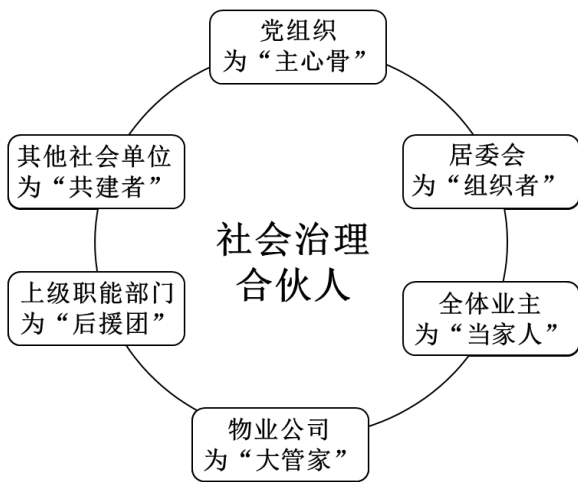 党组织
为“主心骨”
其他社会单位
为“共建者”
居委会
为“组织者”
社会治理
合伙人
上级职能部门
为“后援团”
全体业主
为“当家人”
物业公司
为“大管家”